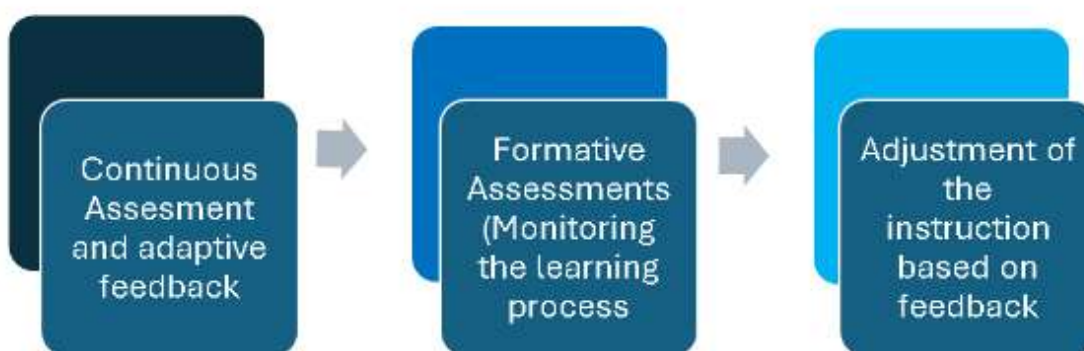 Continuous
Assesment
and adaptive
feedback
Formative
Assessments
(Monitoring
the learning
process
Adjustment of
the
instruction
based on
feedback